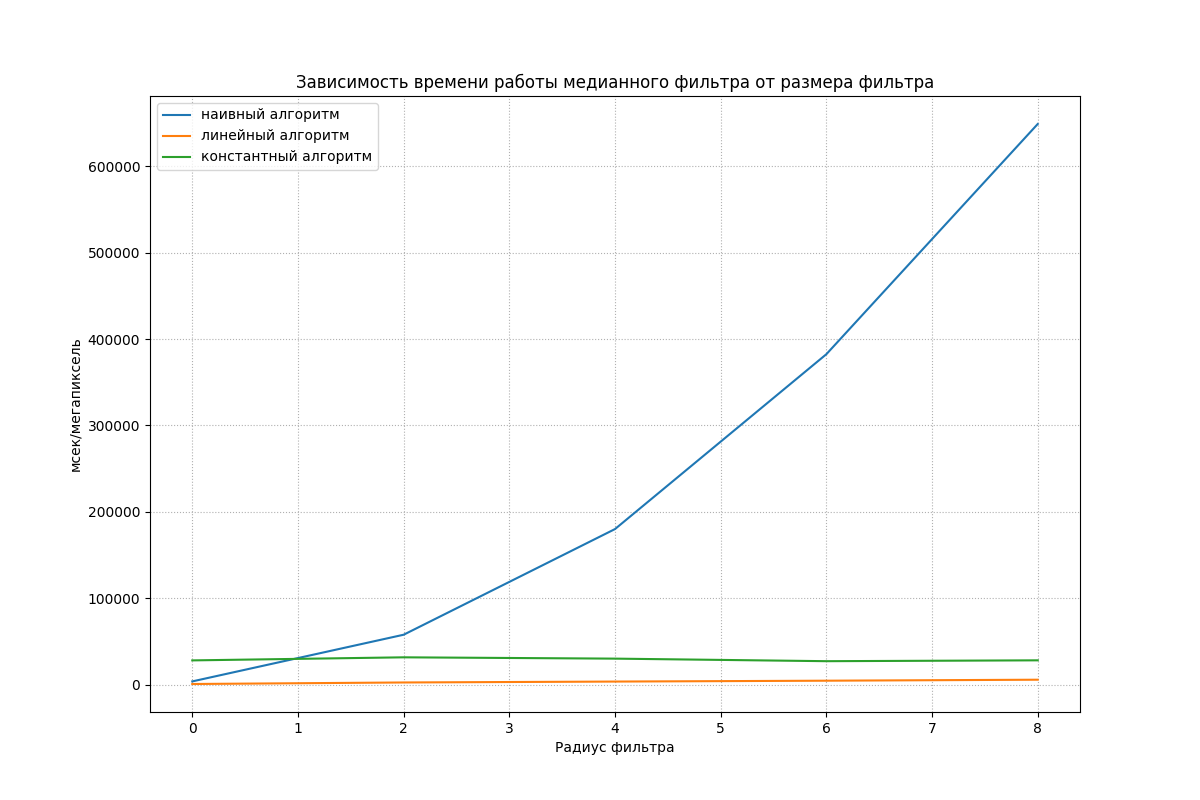 Зависимость времени работы медианного фильтра от размера фильтра
наивный алгоритм
линейный алгоритм
константный алгоритм
600000
500000
400000
300000
200000
100000
0
мсек/мегапиксель
0 1 2 3 4 5 6 7 8
Радиус фильтра